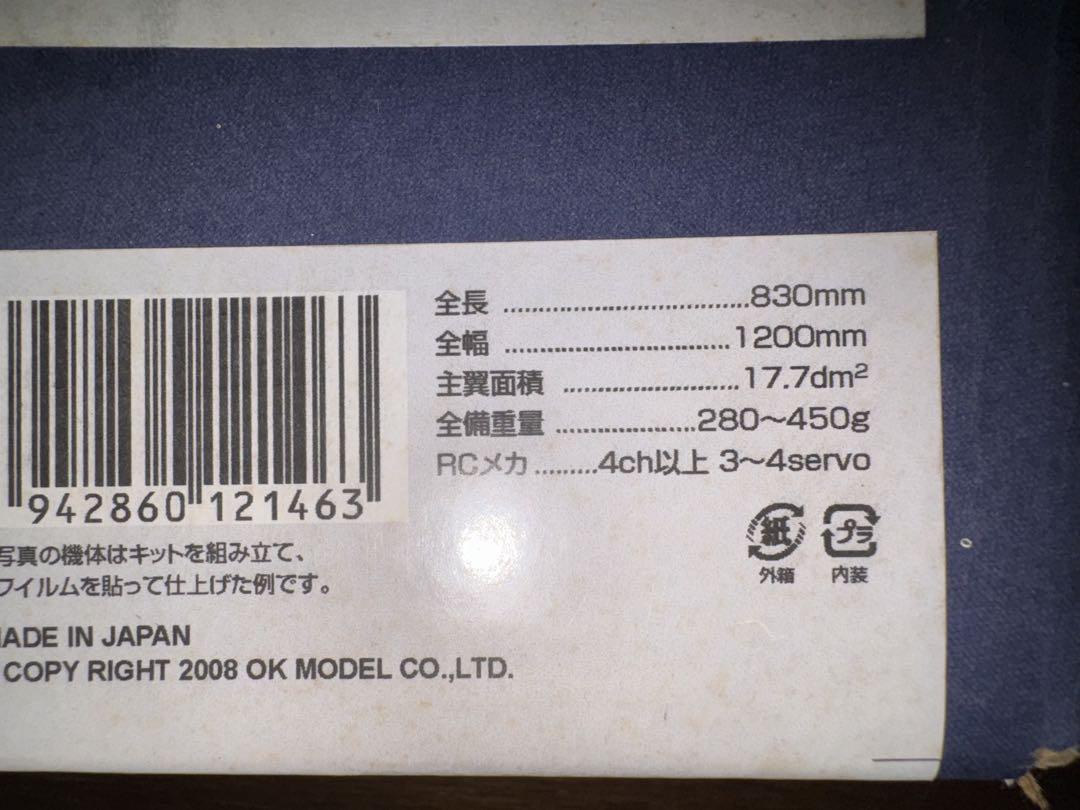 全長 ................................830mm
全幅 ................................1200mm
主翼面積 .........................17.7dm²
全備重量 ....................280〜450g
RCメカ .........4ch以上 3〜4servo
942860 121463
紙 プラ
外箱 内装
写真の機体はキットを組み立て、
フイルムを貼って仕上げた例です。
MADE IN JAPAN
COPY RIGHT 2008 OK MODEL CO.,LTD.